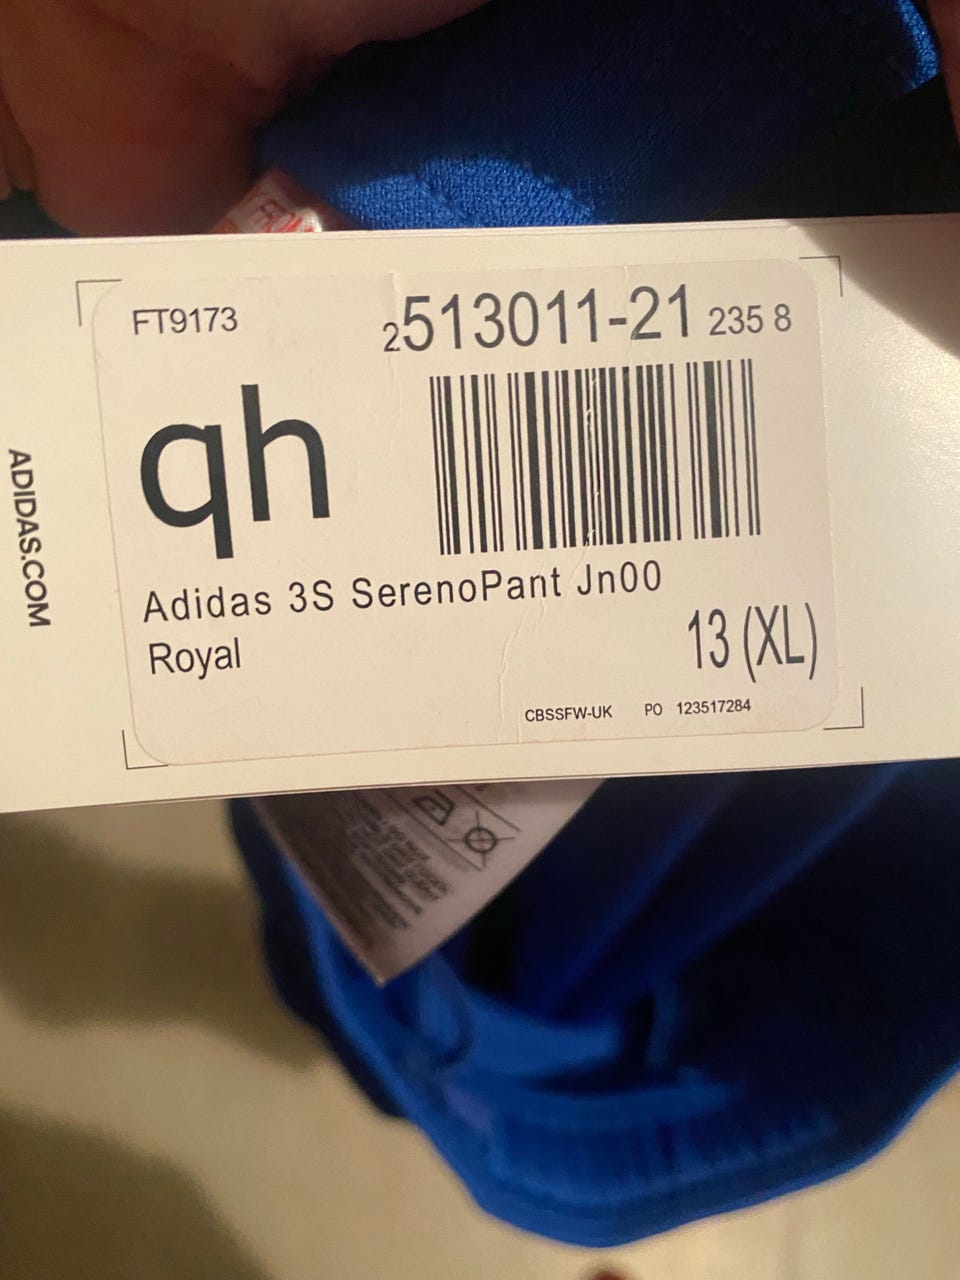 FROM
FT9173
2513011-21 235 8
qh
Adidas 3S SerenoPant Jn00
Royal
13 (XL)
CBSSFW-UK PO 123517284
ADIDAS.COM